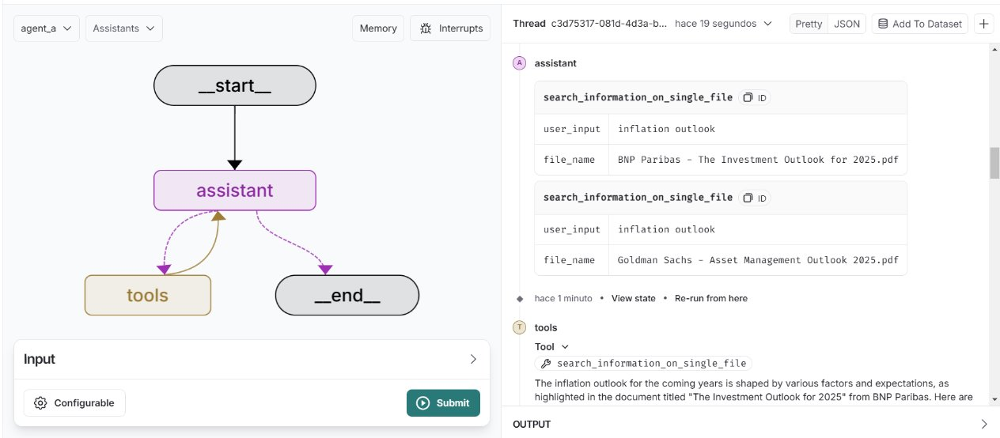 agent_a
Assistants
Memory
Interrupts
__start__
assistant
tools
__end__
Input
Configurable
Submit
Thread c3d75317-081d-4d3a-b... hace 19 segundos
Pretty
JSON
Add To Dataset
A assistant
search_information_on_single_file ID
user_input inflation outlook
file_name BNP Paribas - The Investment Outlook for 2025.pdf
search_information_on_single_file ID
user_input inflation outlook
file_name Goldman Sachs - Asset Management Outlook 2025.pdf
hace 1 minuto • View state • Re-run from here
T tools
Tool
search_information_on_single_file
The inflation outlook for the coming years is shaped by various factors and expectations, as
highlighted in the document titled "The Investment Outlook for 2025" from BNP Paribas. Here are
OUTPUT